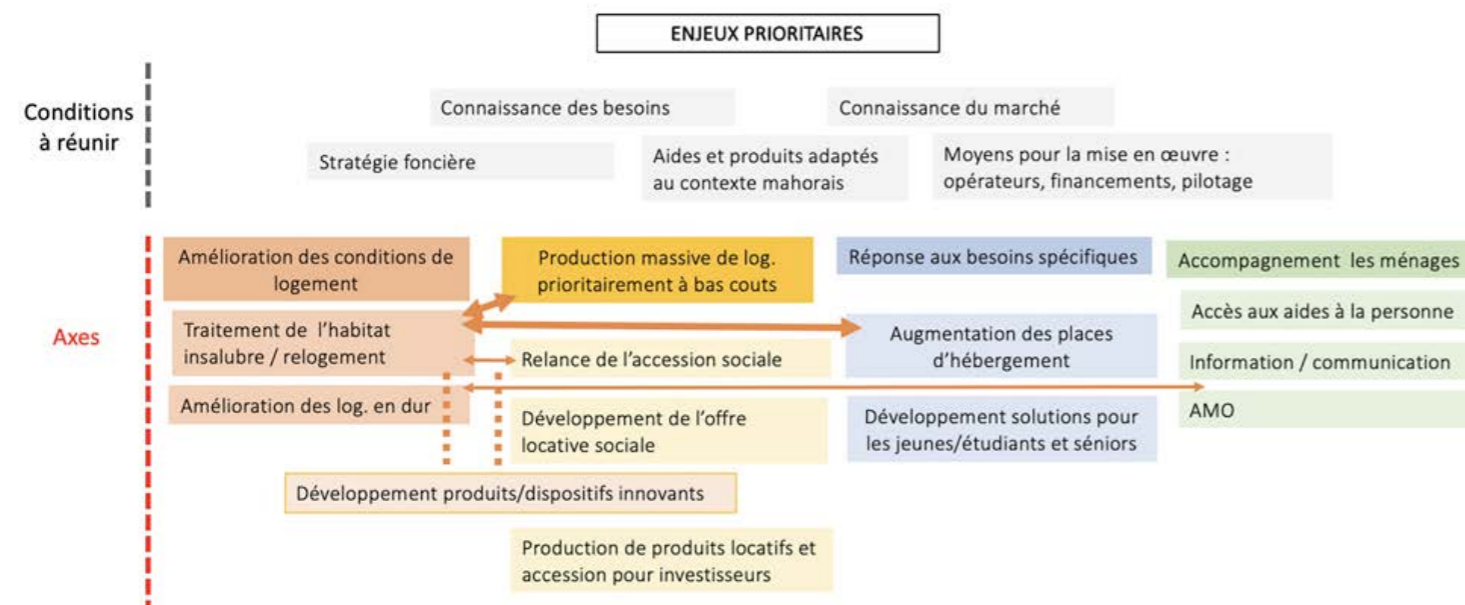 ENJEUX PRIORITAIRES
Conditions
à réunir
Connaissance des besoins
Connaissance du marché
Stratégie foncière
Aides et produits adaptés
au contexte mahorais
Moyens pour la mise en œuvre :
opérateurs, financements, pilotage
Axes
Amélioration des conditions de
logement
Traitement de l’habitat
insalubre / relogement
Amélioration des log. en dur
Production massive de log.
prioritairement à bas couts
Relance de l’accession sociale
Développement de l’offre
locative sociale
Développement produits/dispositifs innovants
Production de produits locatifs et
accession pour investisseurs
Réponse aux besoins spécifiques
Augmentation des places
d’hébergement
Développement solutions pour
les jeunes/étudiants et séniors
Accompagnement les ménages
Accès aux aides à la personne
Information / communication
AMO